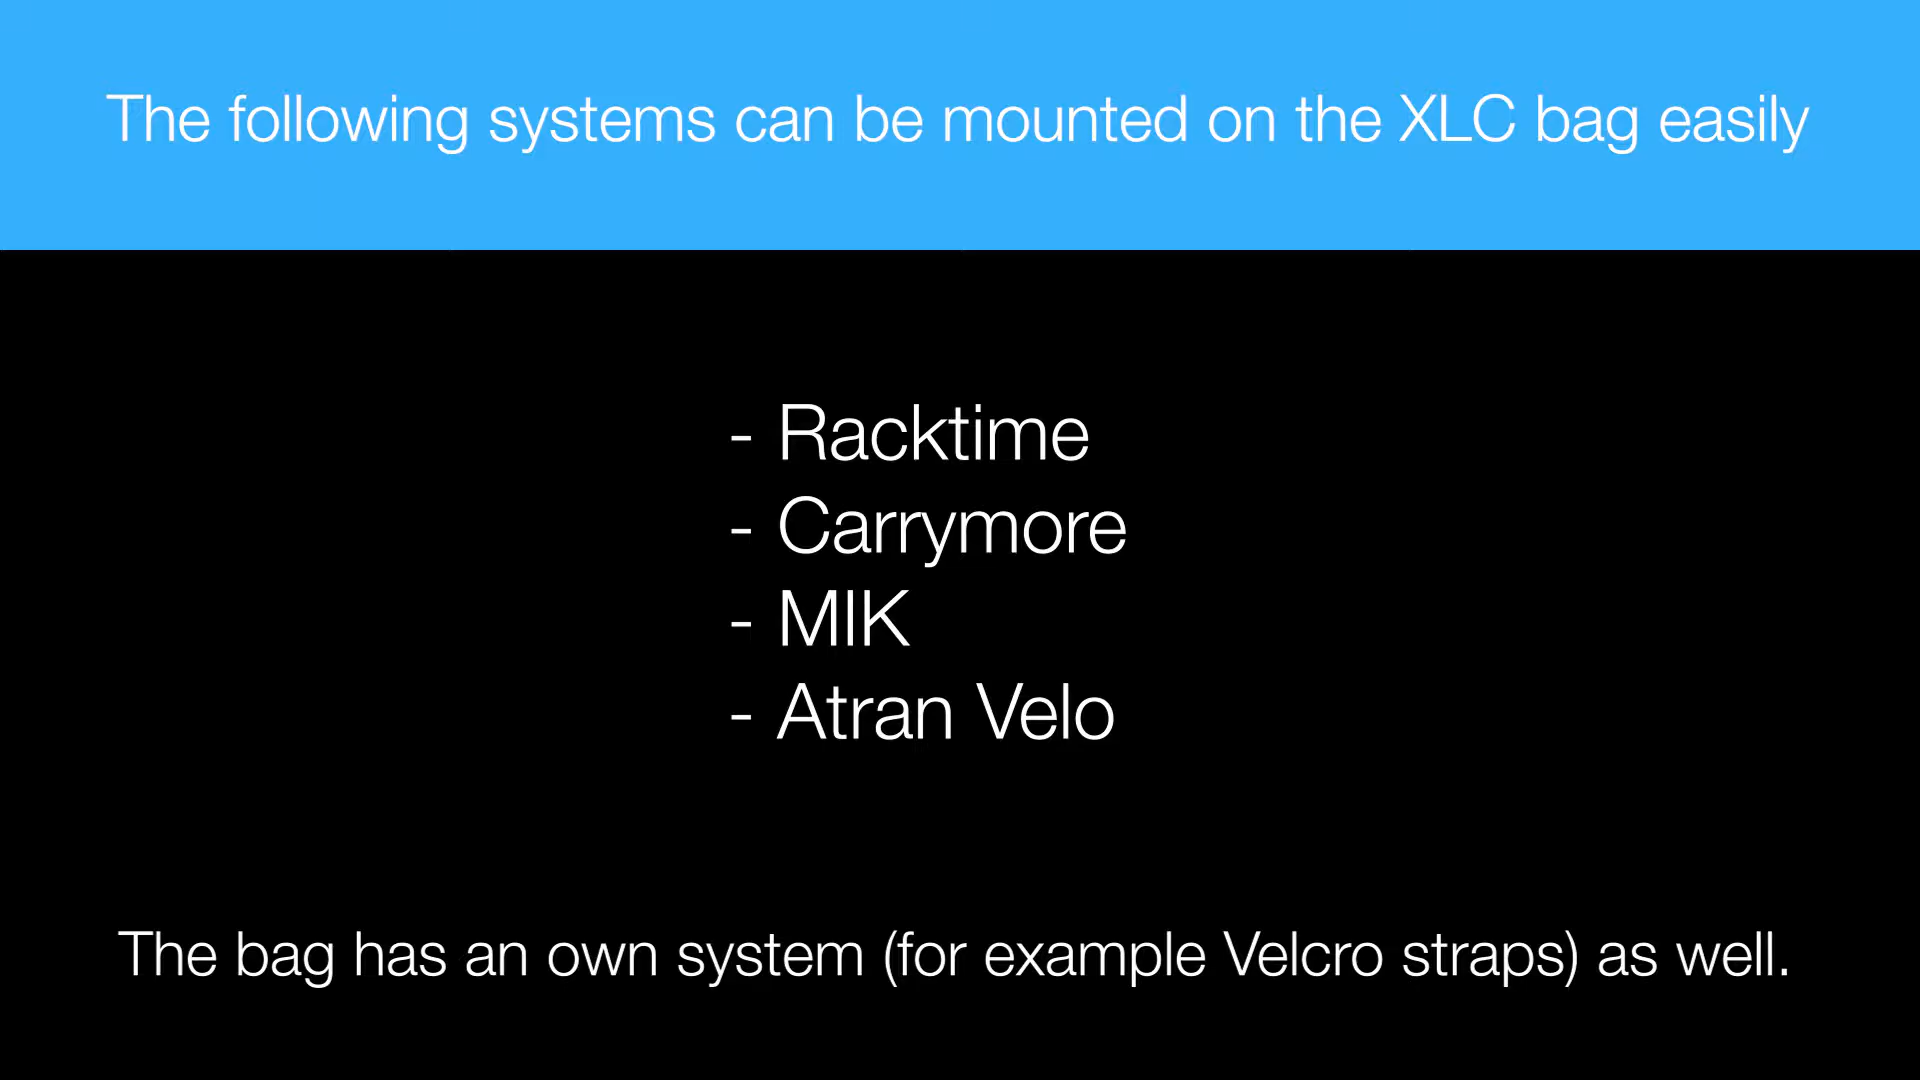 The following systems can be mounted on the XLC bag easily
- Racktime
- Carrymore
- MIK
- Atran Velo
The bag has an own system (for example Velcro straps) as well.